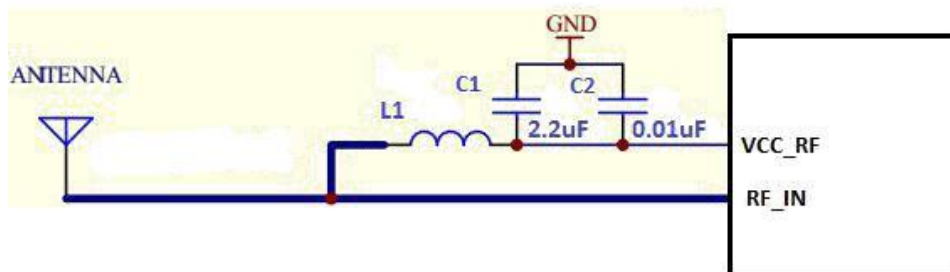 GND
ANTENNA
C1
C2
L1
2.2uF
0.01uF
VCC_RF
RF_IN